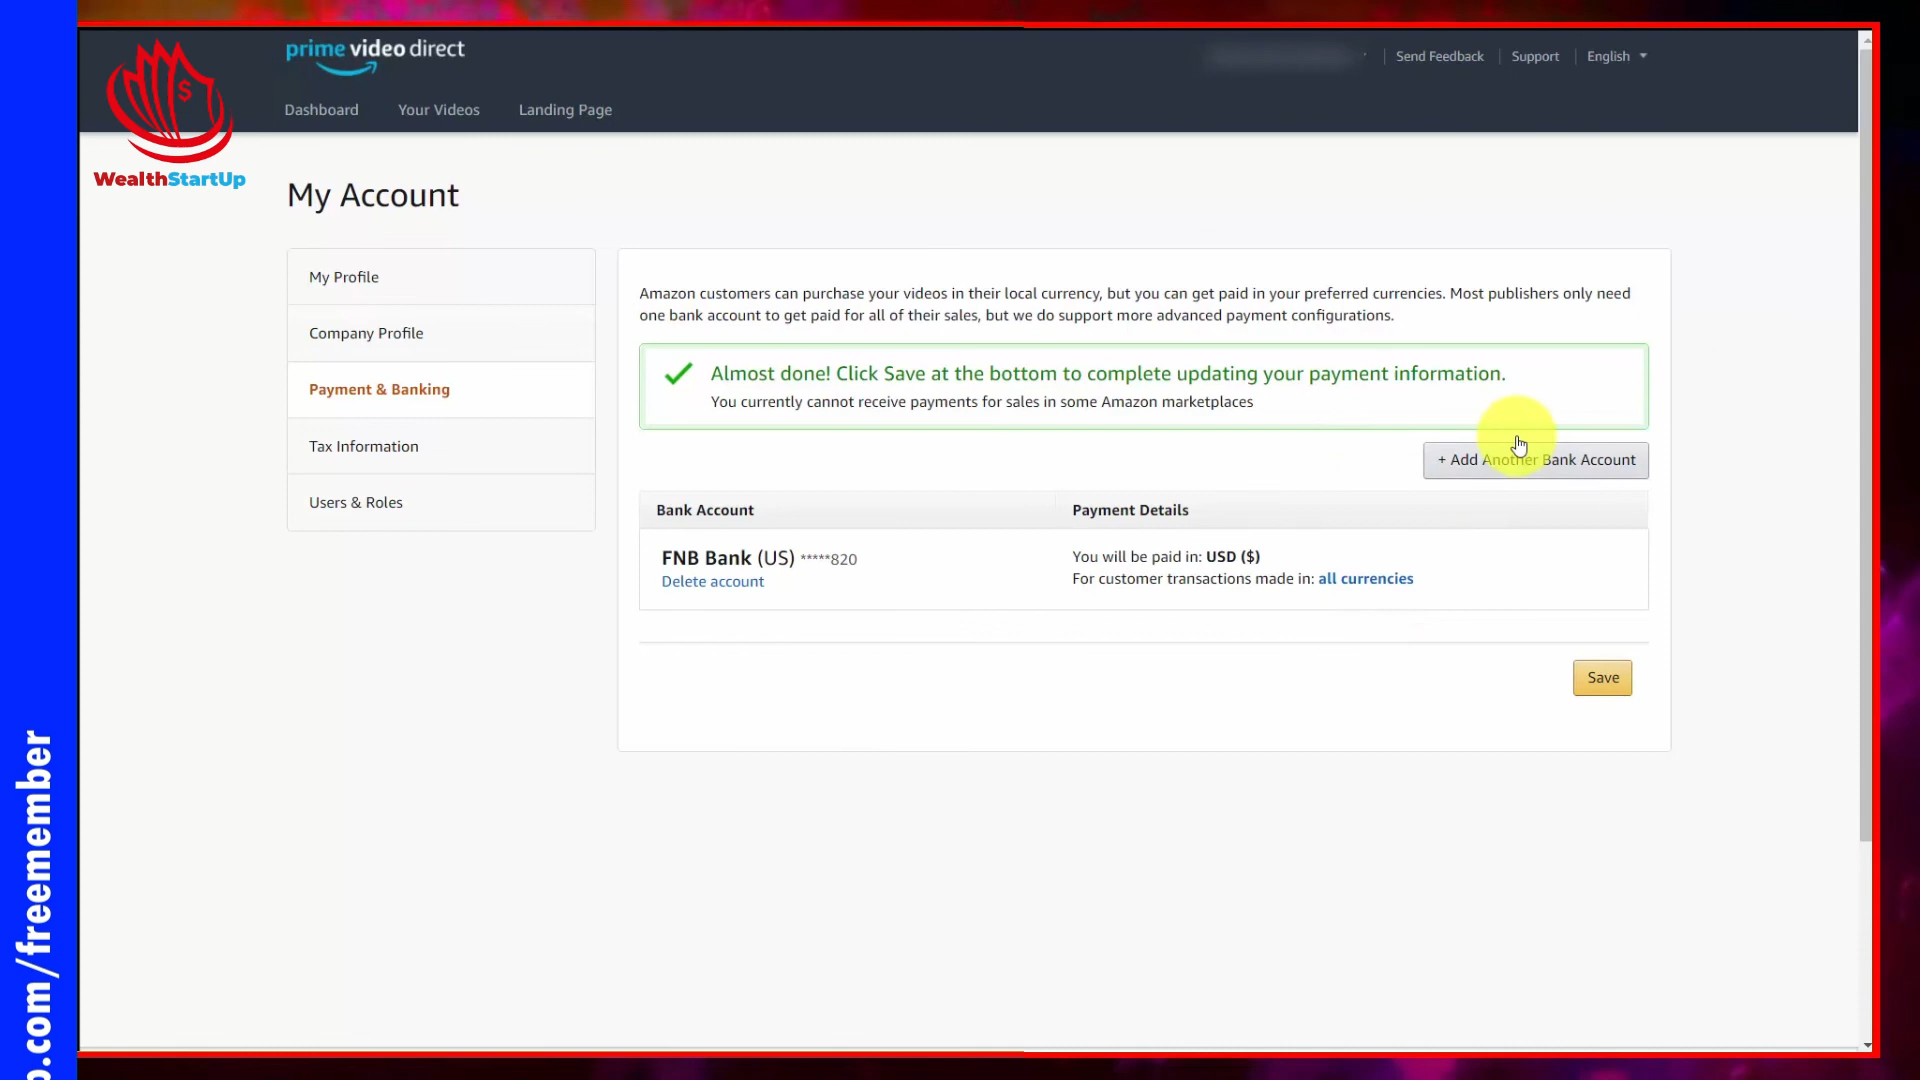 prime video direct
Send Feedback
Support
English
Dashboard
Your Videos
Landing Page
$
WealthStartUp
My Account
My Profile
Company Profile
Payment & Banking
Tax Information
Users & Roles
Amazon customers can purchase your videos in their local currency, but you can get paid in your preferred currencies. Most publishers only need
one bank account to get paid for all of their sales, but we do support more advanced payment configurations.
Almost done! Click Save at the bottom to complete updating your payment information.
You currently cannot receive payments for sales in some Amazon marketplaces
+ Add Another Bank Account
Bank Account
Payment Details
FNB Bank (US) *****820
Delete account
You will be paid in: USD ($)
For customer transactions made in: all currencies
Save
p.com/freemember